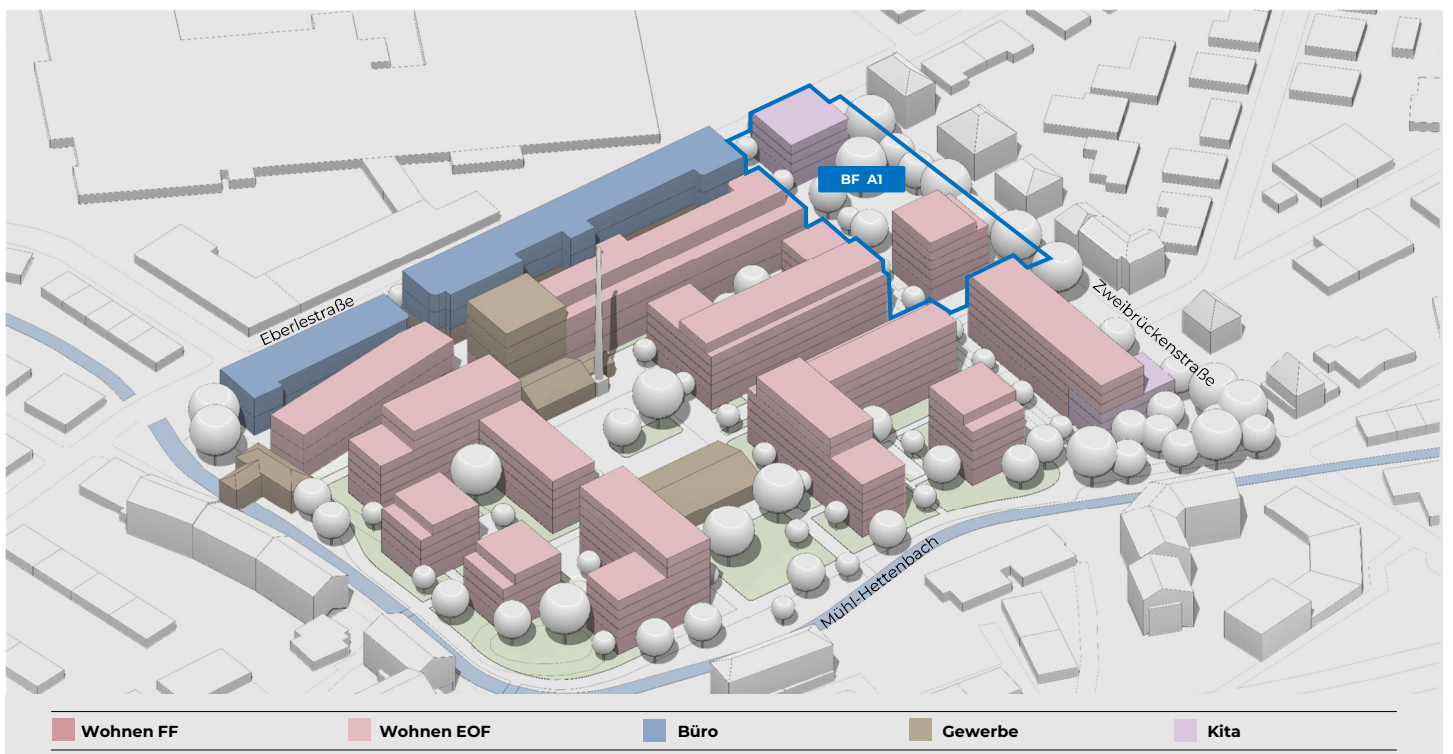 BF A1
Eberlestraße
Zweibrückenstraße
Mühl-Hettenbach
Wohnen FF
Wohnen EOF
Büro
Gewerbe
Kita